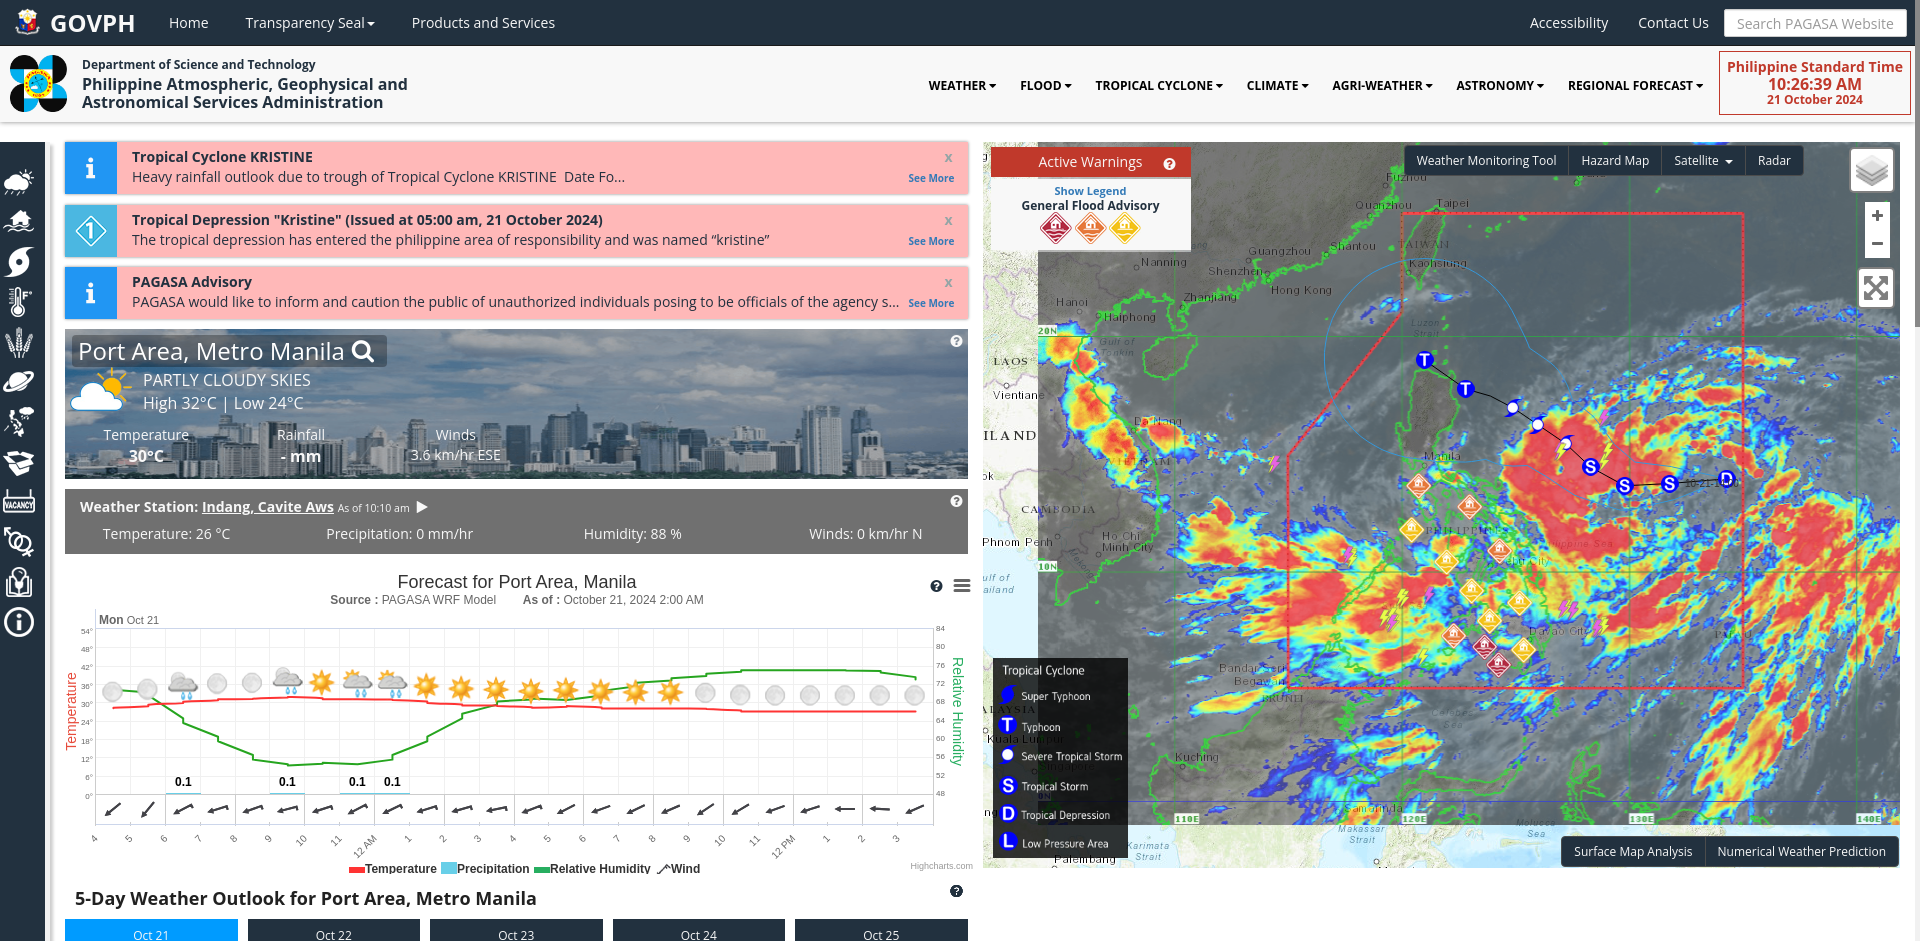 GOVPH
Home
Transparency Seal
Products and Services
Accessibility
Contact Us
Search PAGASA Website
Department of Science and Technology
Philippine Atmospheric, Geophysical and
Astronomical Services Administration
WEATHER
FLOOD
TROPICAL CYCLONE
CLIMATE
AGRI-WEATHER
ASTRONOMY
REGIONAL FORECAST
Philippine Standard Time
10:26:39 AM
21 October 2024
Tropical Cyclone KRISTINE
x
Heavy rainfall outlook due to trough of Tropical Cyclone KRISTINE  Date Fo...
See More
Tropical Depression "Kristine" (Issued at 05:00 am, 21 October 2024)
x
The tropical depression has entered the philippine area of responsibility and was named “kristine”
See More
PAGASA Advisory
x
PAGASA would like to inform and caution the public of unauthorized individuals posing to be officials of the agency s...
See More
Port Area, Metro Manila
PARTLY CLOUDY SKIES
High 32°C | Low 24°C
Temperature
30°C
Rainfall
- mm
Winds
3.6 km/hr ESE
Weather Station: Indang, Cavite Aws As of 10:10 am
Temperature: 26 °C
Precipitation: 0 mm/hr
Humidity: 88 %
Winds: 0 km/hr N
Forecast for Port Area, Manila
Source : PAGASA WRF Model As of : October 21, 2024 2:00 AM
Mon Oct 21
Temperature
54°
48°
42°
36°
30°
24°
18°
12°
6°
0°
84
80
76
72
68
64
60
56
52
48
Relative Humidity
0.1
0.1
0.1
0.1
4
5
6
7
8
9
10
11
12 AM
1
2
3
4
5
6
7
8
9
10
11
12 PM
1
2
3
Temperature
Precipitation
Relative Humidity
Wind
Highcharts.com
5-Day Weather Outlook for Port Area, Metro Manila
Oct 21
Oct 22
Oct 23
Oct 24
Oct 25
VACANCY
Active Warnings
Show Legend
General Flood Advisory
Weather Monitoring Tool
Hazard Map
Satellite
Radar
+
−
Fuzhou
Quanzhou
Taipei
TAIWAN
Kaohsiung
Shantou
Guangzhou
Shenzhen
Hong Kong
Nanning
Zhanjiang
Hanoi
Haiphong
Gulf of
Tonkin
Luzon
Strait
20N
LAOS
Vientiane
Da Nang
VIETNAM
Manila
CAMBODIA
Phnom Penh
Ho Chi
Minh City
10N
PHILIPPINES
Philippine Sea
Cebu City
Davao City
PALAU
Bandar Seri
Begawan
BRUNEI
Kuala Lumpur
Kuching
Samarinda
Makassar
Strait
Molucca
Sea
Karimata
Strait
Palembang
110E
120E
130E
140E
Tropical Cyclone
Super Typhoon
T
Typhoon
Severe Tropical Storm
S
Tropical Storm
D
Tropical Depression
L
Low Pressure Area
T
T
S
S
S
D
Surface Map Analysis
Numerical Weather Prediction